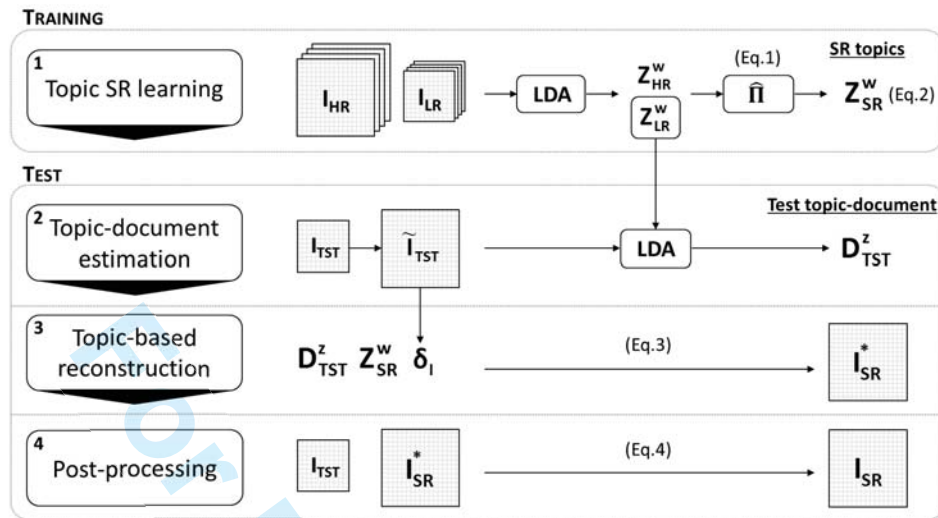 TRAINING
1
Topic SR learning
I_HR
I_LR
LDA
Z^w_HR
Z^w_LR
(Eq.1)
Π̂
SR topics
Z^w_SR (Eq.2)
TEST
2
Topic-document
estimation
I_TST
Ĩ_TST
LDA
Test topic-document
D^z_TST
3
Topic-based
reconstruction
D^z_TST Z^w_SR δ_I
(Eq.3)
I^*_SR
4
Post-processing
I_TST
I^*_SR
(Eq.4)
I_SR
For